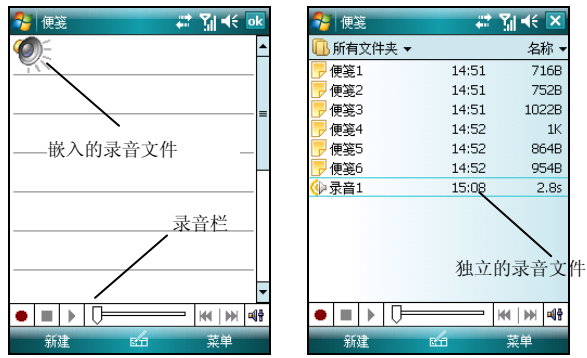 便笺 ok
嵌入的录音文件
录音栏
新建 菜单
便笺
所有文件夹 名称
便笺1 14:51 716B
便笺2 14:51 752B
便笺3 14:51 1022B
便笺4 14:52 1K
便笺5 14:52 864B
便笺6 14:52 954B
录音1 15:08 2.8s
独立的录音文件
新建 菜单